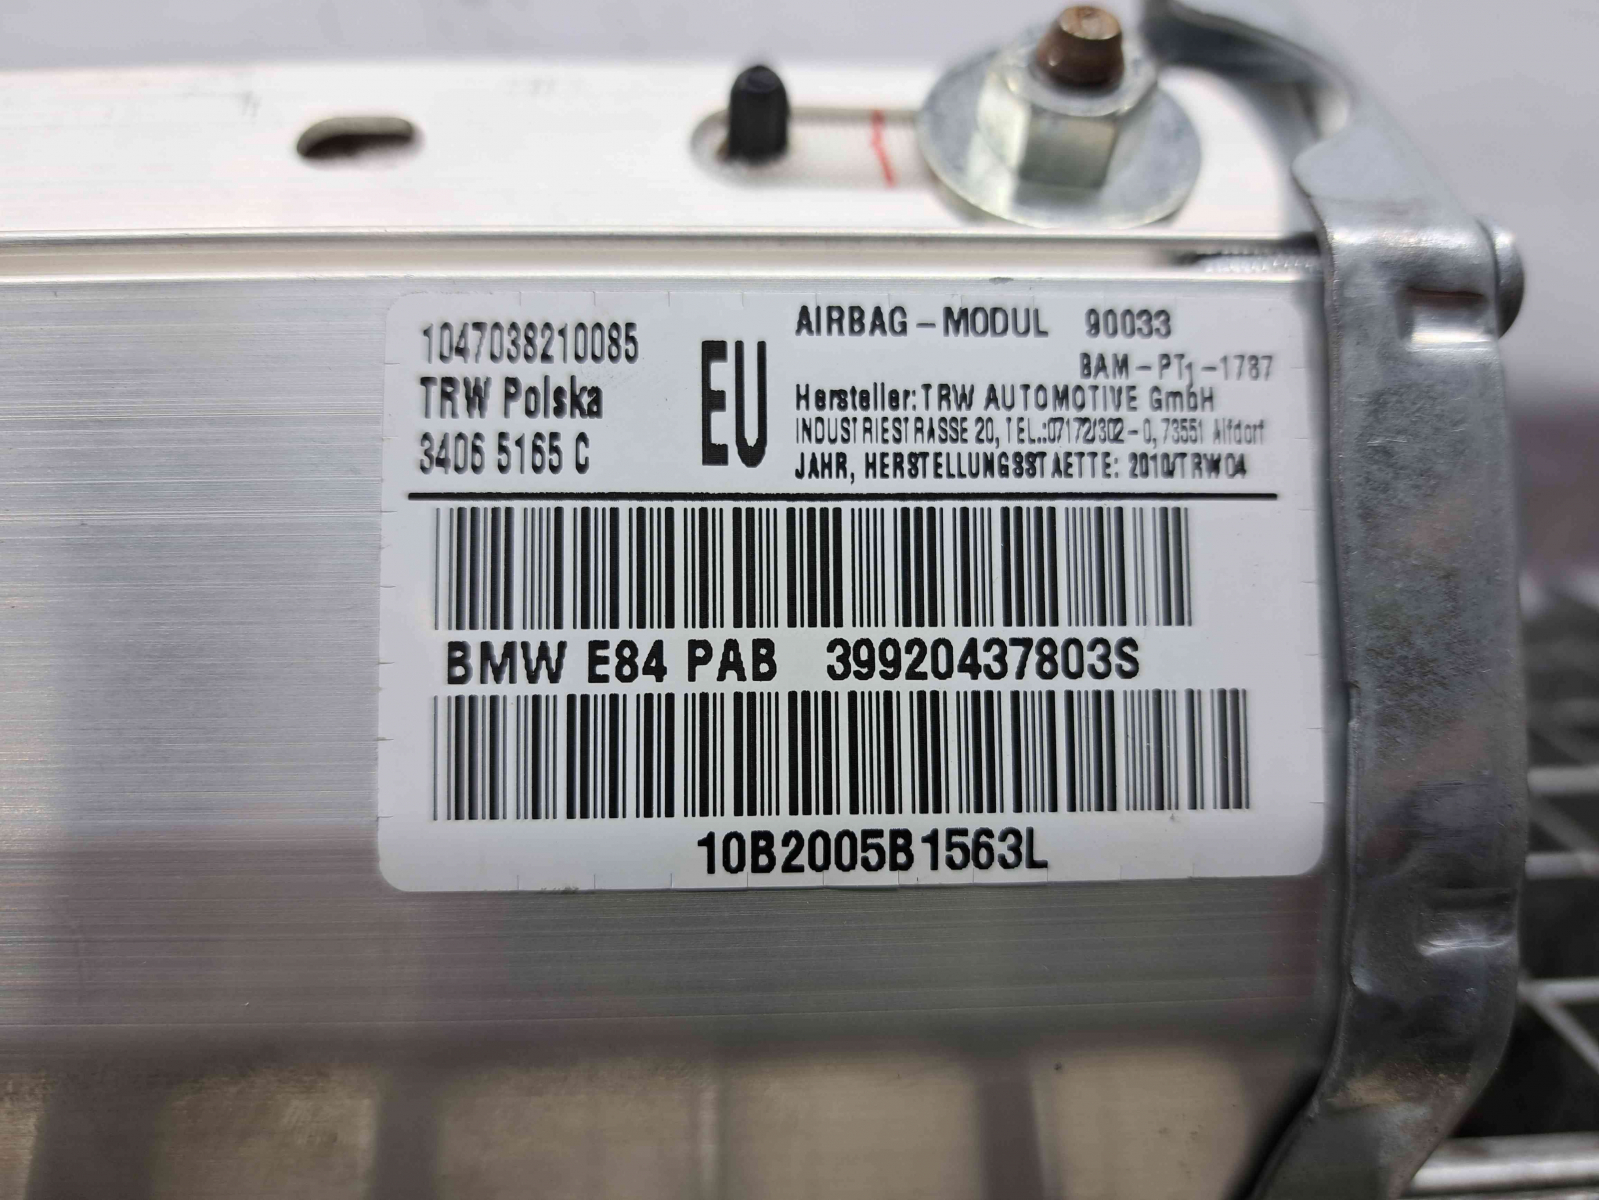 1047038210085
TRW Polska
3406 5165 C
EU
AIRBAG-MODUL 90033
BAM-PT1-1787
Hersteller: TRW AUTOMOTIVE GmbH
INDUSTRIESTRASSE 20, TEL.:07172/302-0, 73551 Alfdorf
JAHR, HERSTELLUNGSSTAETTE: 2010/TRW04
BMW E84 PAB 39920437803S
10B2005B1563L